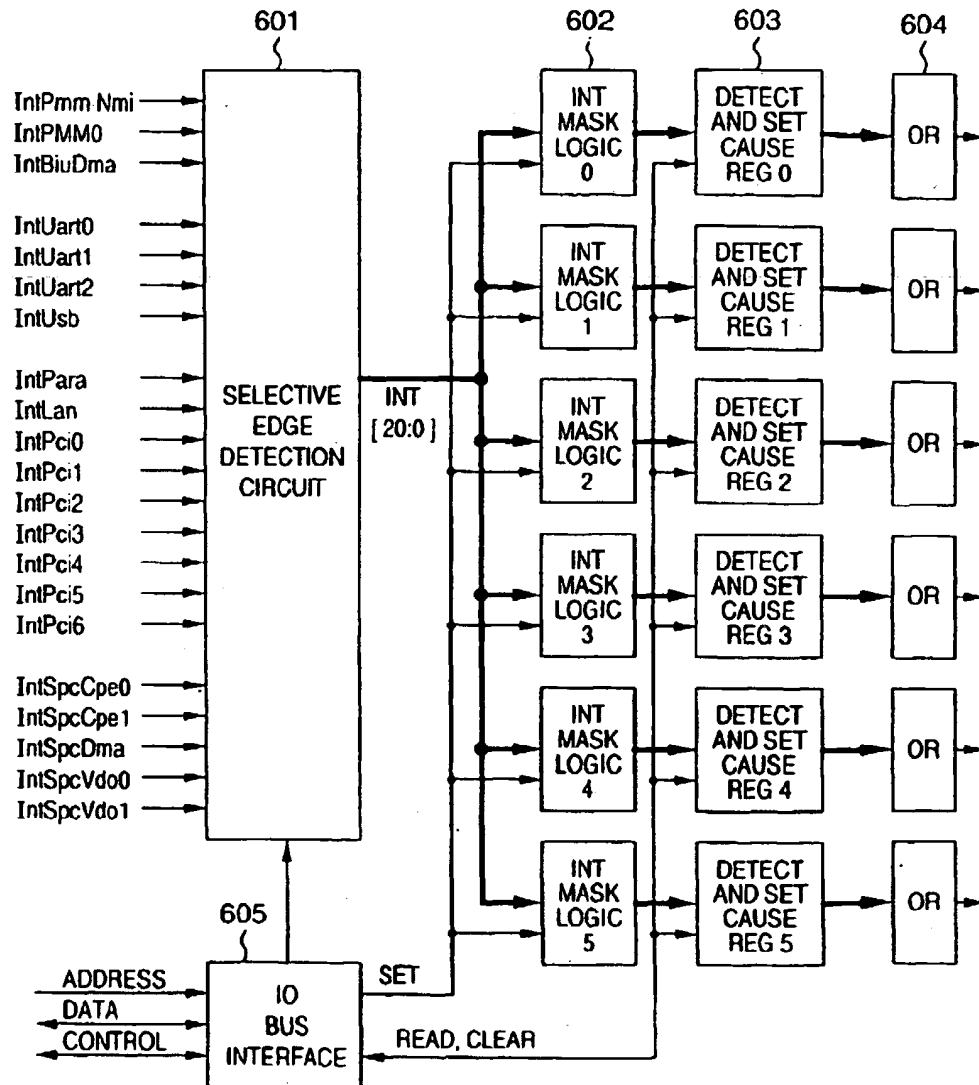 601
602
603
604
IntPmm Nmi
IntPMM0
IntBiuDma
IntUart0
IntUart1
IntUart2
IntUsb
IntPara
IntLan
IntPci0
IntPci1
IntPci2
IntPci3
IntPci4
IntPci5
IntPci6
IntSpcCpe0
IntSpcCpe1
IntSpcDma
IntSpcVdo0
IntSpcVdo1
SELECTIVE
EDGE
DETECTION
CIRCUIT
INT
[ 20:0 ]
INT
MASK
LOGIC
0
DETECT
AND SET
CAUSE
REG 0
OR
INT
MASK
LOGIC
1
DETECT
AND SET
CAUSE
REG 1
OR
INT
MASK
LOGIC
2
DETECT
AND SET
CAUSE
REG 2
OR
INT
MASK
LOGIC
3
DETECT
AND SET
CAUSE
REG 3
OR
INT
MASK
LOGIC
4
DETECT
AND SET
CAUSE
REG 4
OR
INT
MASK
LOGIC
5
DETECT
AND SET
CAUSE
REG 5
OR
605
ADDRESS
DATA
CONTROL
IO
BUS
INTERFACE
SET
READ, CLEAR